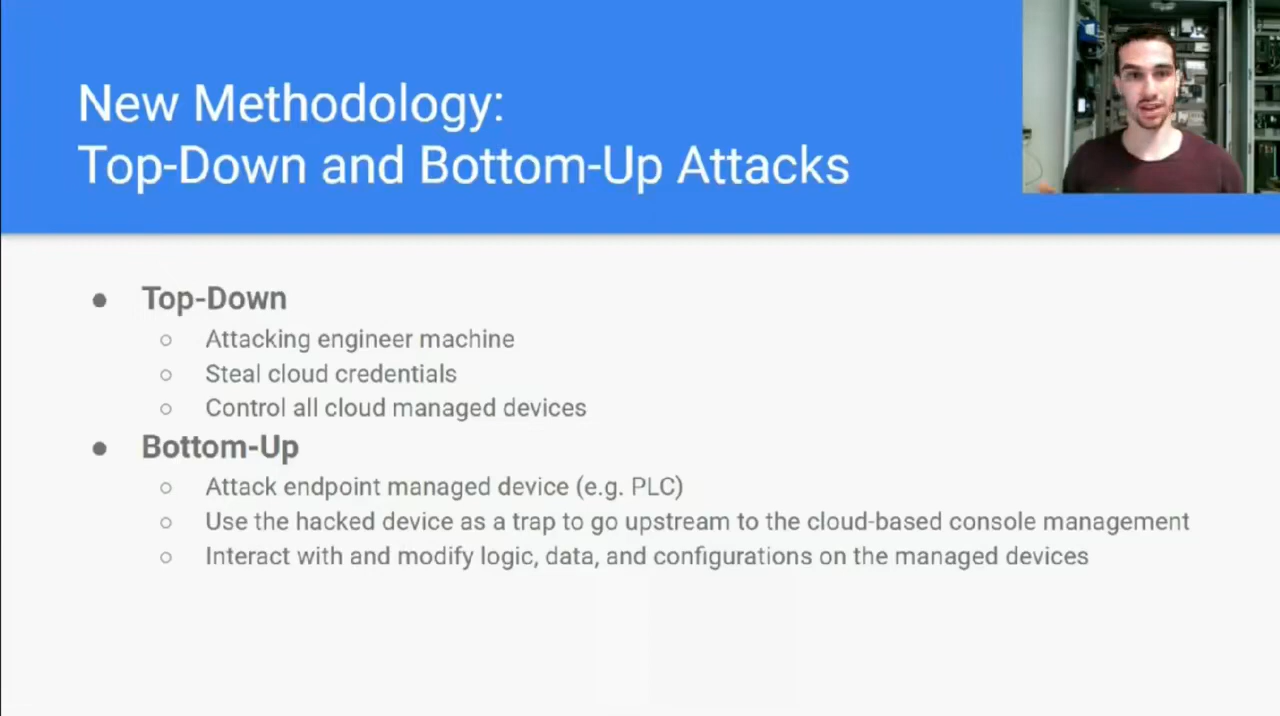 New Methodology:
Top-Down and Bottom-Up Attacks
● Top-Down
○ Attacking engineer machine
○ Steal cloud credentials
○ Control all cloud managed devices
● Bottom-Up
○ Attack endpoint managed device (e.g. PLC)
○ Use the hacked device as a trap to go upstream to the cloud-based console management
○ Interact with and modify logic, data, and configurations on the managed devices